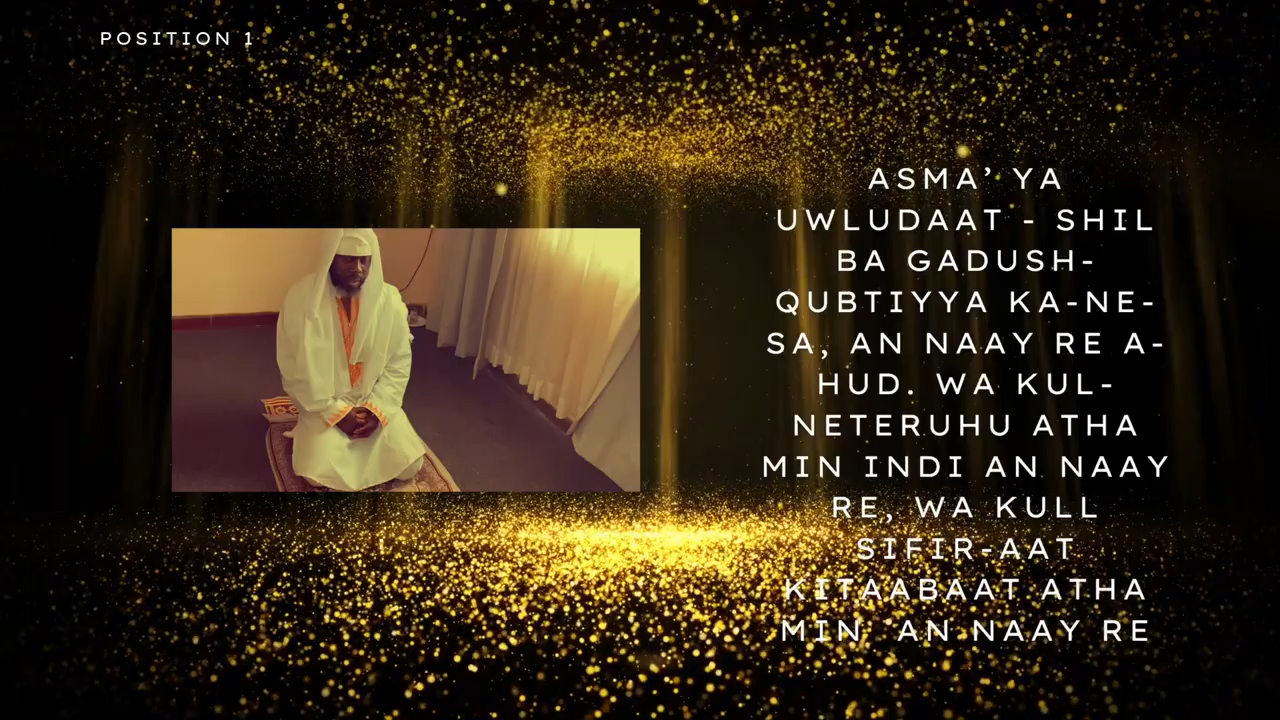 POSITION 1
ASMA’ YA
UWLUDAAT - SHIL
BA GADUSH-
QUBTIYYA KA-NE-
SA, AN NAAY RE A-
HUD. WA KUL-
NETERUHU ATHA
MIN INDI AN NAAY
RE, WA KULL
SIFIR-AAT
KITAABAAT ATHA
MIN  AN NAAY RE